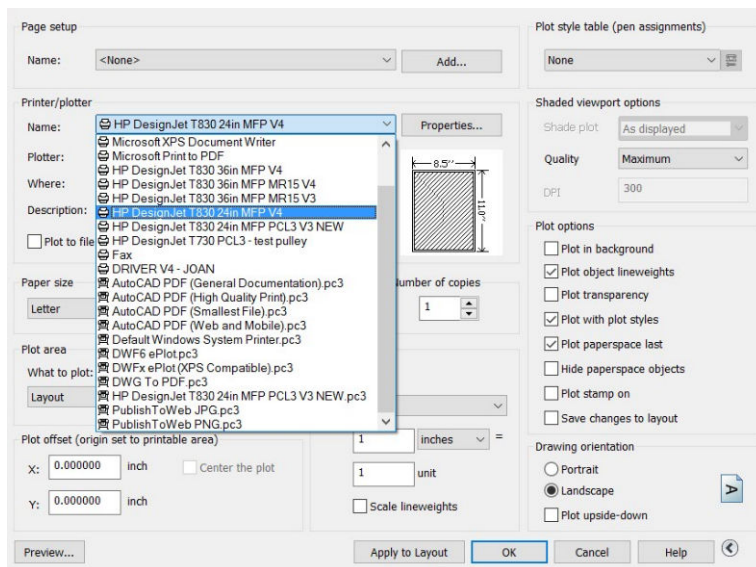 Page setup
Name: <None> Add...
Printer/plotter
Name: HP DesignJet T830 24in MFP V4 Properties...
Plotter:
Where:
Description:
Plot to file
Microsoft XPS Document Writer
Microsoft Print to PDF
HP DesignJet T830 36in MFP V4
HP DesignJet T830 36in MFP MR15 V4
HP DesignJet T830 36in MFP MR15 V3
HP DesignJet T830 24in MFP V4
HP DesignJet T830 24in MFP PCL3 V3 NEW
HP DesignJet T730 PCL3 - test pulley
Fax
DRIVER V4 - JOAN
AutoCAD PDF (General Documentation).pc3
AutoCAD PDF (High Quality Print).pc3
AutoCAD PDF (Smallest File).pc3
AutoCAD PDF (Web and Mobile).pc3
Default Windows System Printer.pc3
DWF6 ePlot.pc3
DWFx ePlot (XPS Compatible).pc3
DWG To PDF.pc3
HP DesignJet T830 24in MFP PCL3 V3 NEW.pc3
PublishToWeb JPG.pc3
PublishToWeb PNG.pc3
8.5''
11.0''
Paper size
Letter
Number of copies
1
Plot area
What to plot:
Layout
Plot offset (origin set to printable area)
X: 0.000000 inch Center the plot
Y: 0.000000 inch
1 inches =
1 unit
Scale lineweights
Plot style table (pen assignments)
None
Shaded viewport options
Shade plot As displayed
Quality Maximum
DPI 300
Plot options
Plot in background
Plot object lineweights
Plot transparency
Plot with plot styles
Plot paperspace last
Hide paperspace objects
Plot stamp on
Save changes to layout
Drawing orientation
Portrait
Landscape
Plot upside-down
A
Preview... Apply to Layout OK Cancel Help